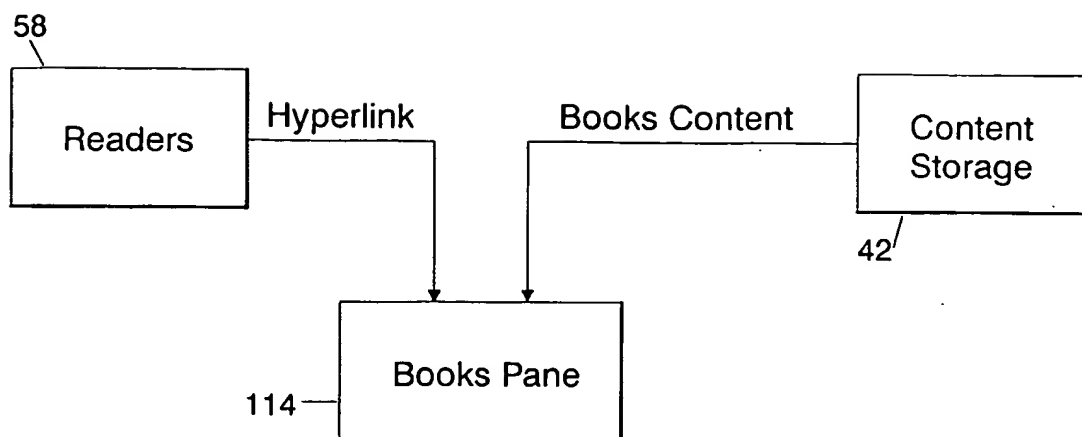 58
Readers
Hyperlink
Books Content
Content
Storage
42
Books Pane
114